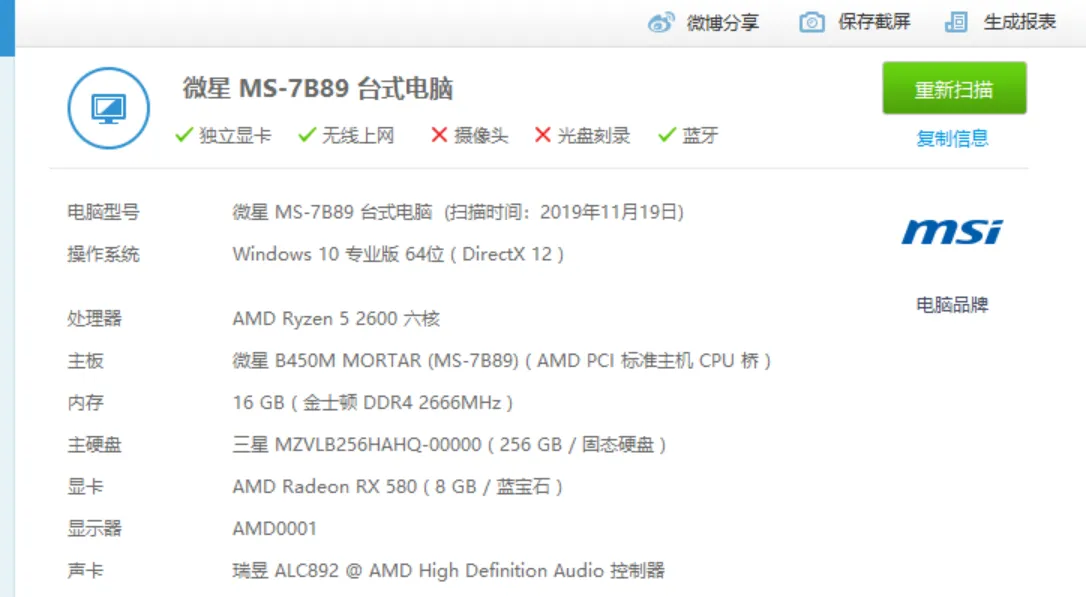 微博分享 保存截屏 生成报表
微星 MS-7B89 台式电脑
重新扫描
独立显卡 无线上网 摄像头 光盘刻录 蓝牙
复制信息
电脑型号 微星 MS-7B89 台式电脑 (扫描时间：2019年11月19日)
操作系统 Windows 10 专业版 64位 ( DirectX 12 )
msi
电脑品牌
处理器 AMD Ryzen 5 2600 六核
主板 微星 B450M MORTAR (MS-7B89) ( AMD PCI 标准主机 CPU 桥 )
内存 16 GB ( 金士顿 DDR4 2666MHz )
主硬盘 三星 MZVLB256HAHQ-00000 ( 256 GB / 固态硬盘 )
显卡 AMD Radeon RX 580 ( 8 GB / 蓝宝石 )
显示器 AMD0001
声卡 瑞昱 ALC892 @ AMD High Definition Audio 控制器